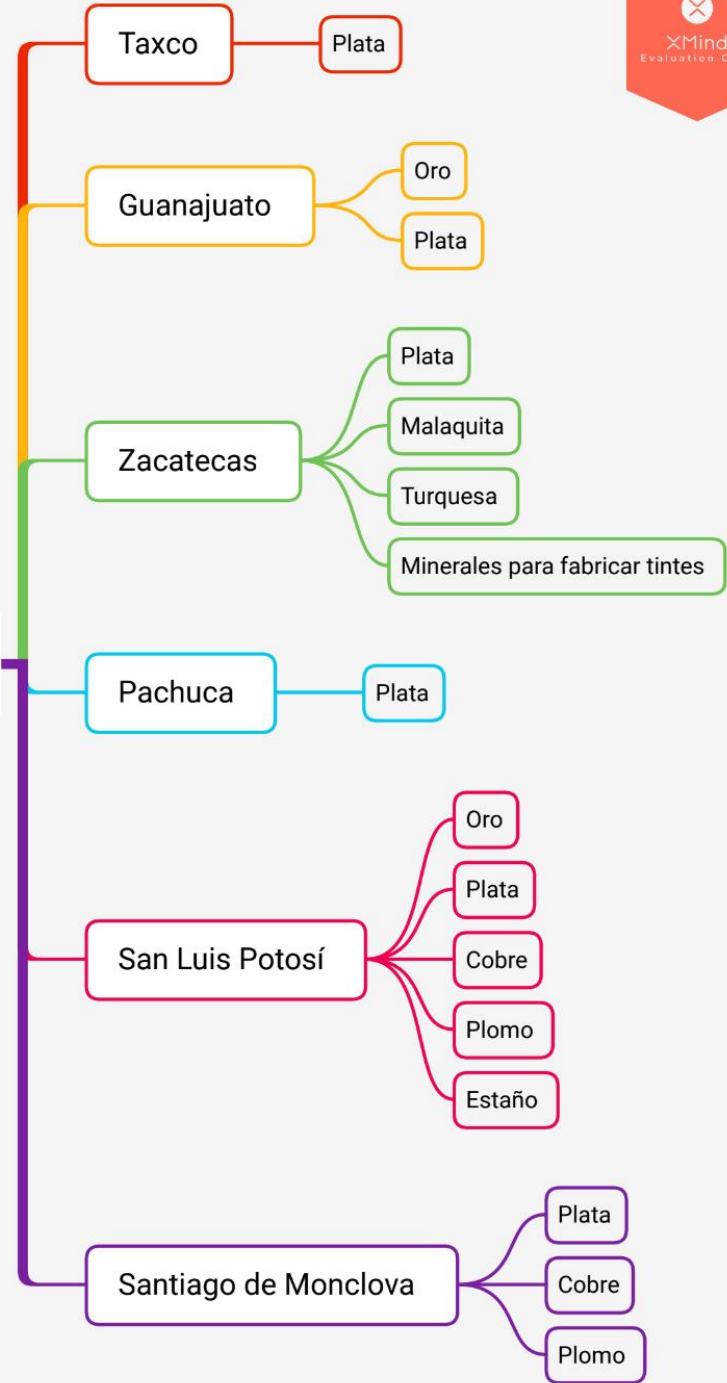 XMind
Taxco
Plata
Guanajuato
Oro
Plata
Zacatecas
Plata
Malaquita
Turquesa
Minerales para fabricar tintes
Pachuca
Plata
San Luis Potosí
Oro
Plata
Cobre
Plomo
Estaño
Santiago de Monclova
Plata
Cobre
Plomo